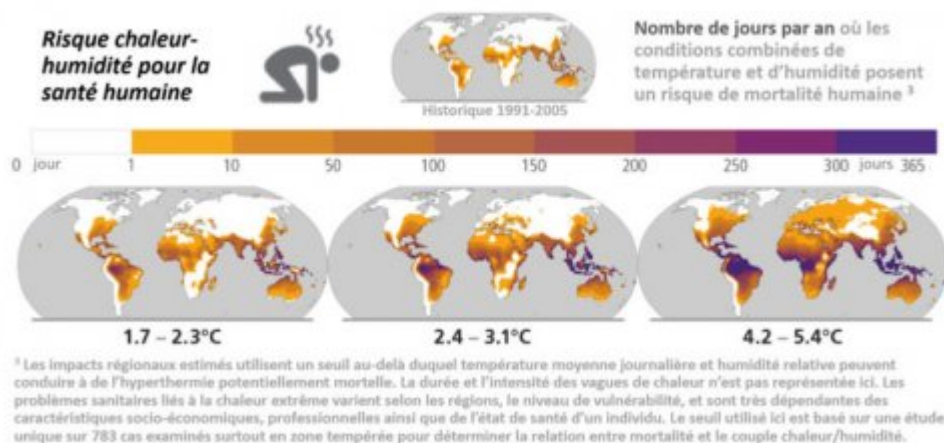 Risque chaleur-
humidité pour la
santé humaine
Historique 1991-2005
Nombre de jours par an où les
conditions combinées de
température et d'humidité posent
un risque de mortalité humaine ³
0 jour 1 10 50 100 150 200 250 300 jours 365
1.7 – 2.3°C
2.4 – 3.1°C
4.2 – 5.4°C
³ Les impacts régionaux estimés utilisent un seuil au-delà duquel température moyenne journalière et humidité relative peuvent
conduire à de l'hyperthermie potentiellement mortelle. La durée et l'intensité des vagues de chaleur n'est pas représentée ici. Les
problèmes sanitaires liés à la chaleur extrême varient selon les régions, le niveau de vulnérabilité, et sont très dépendantes des
caractéristiques socio-économiques, professionnelles ainsi que de l'état de santé d'un individu. Le seuil utilisé ici est basé sur une étude
unique sur 783 cas examinés surtout en zone tempérée pour déterminer la relation entre mortalité et le couple chaleur/humidité.